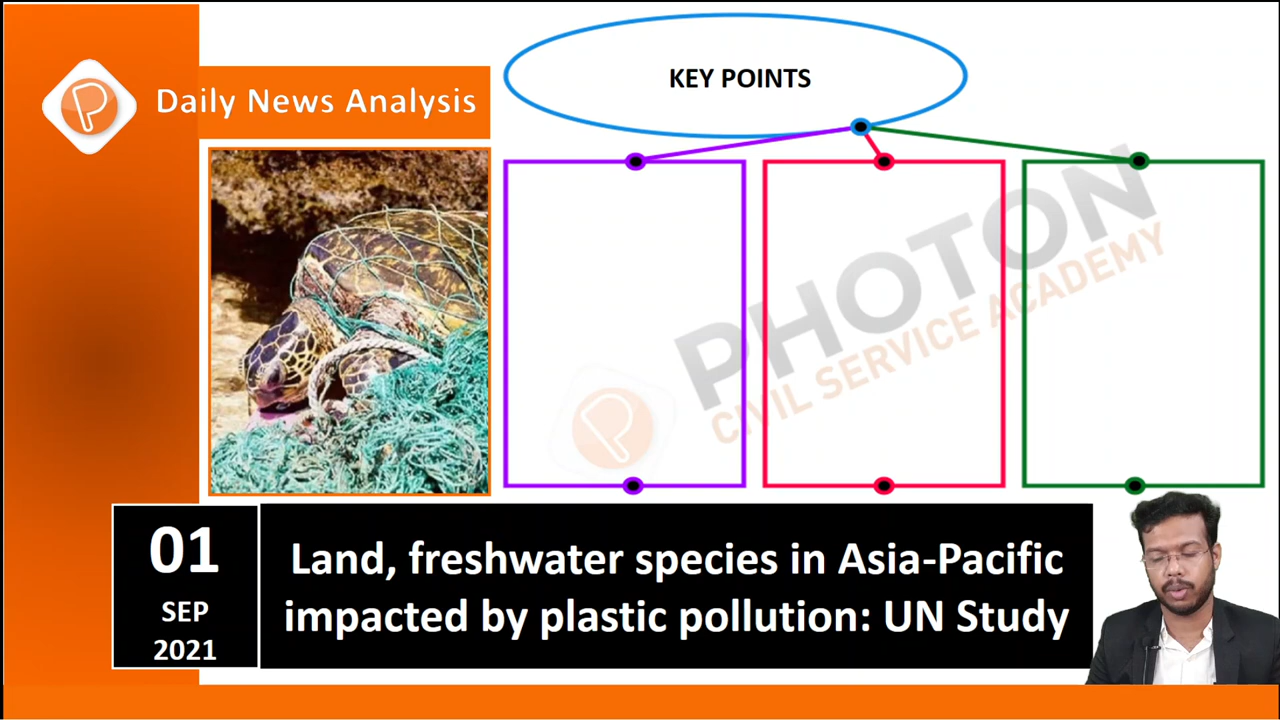 Daily News Analysis
KEY POINTS
PHOTON
CIVIL SERVICE ACADEMY
01
SEP
2021
Land, freshwater species in Asia-Pacific
impacted by plastic pollution: UN Study